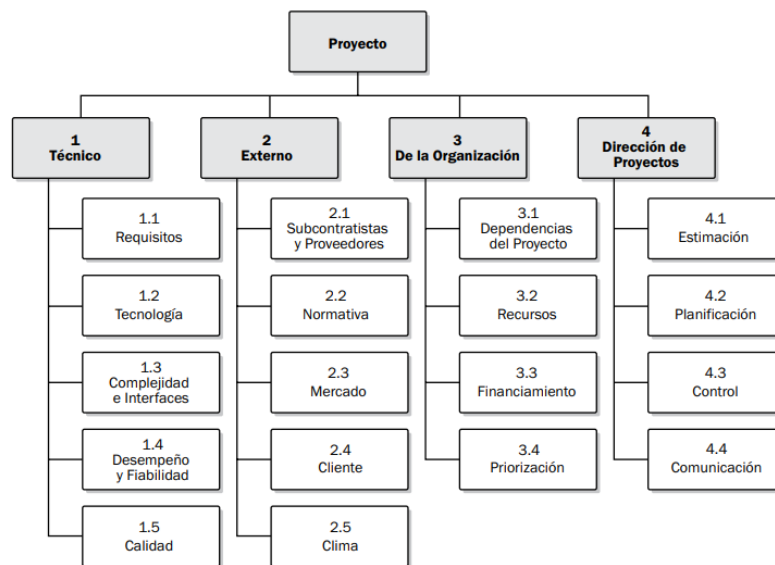 Proyecto
1
Técnico
2
Externo
3
De la Organización
4
Dirección de
Proyectos
1.1
Requisitos
1.2
Tecnología
1.3
Complejidad
e Interfaces
1.4
Desempeño
y Fiabilidad
1.5
Calidad
2.1
Subcontratistas
y Proveedores
2.2
Normativa
2.3
Mercado
2.4
Cliente
2.5
Clima
3.1
Dependencias
del Proyecto
3.2
Recursos
3.3
Financiamiento
3.4
Priorización
4.1
Estimación
4.2
Planificación
4.3
Control
4.4
Comunicación